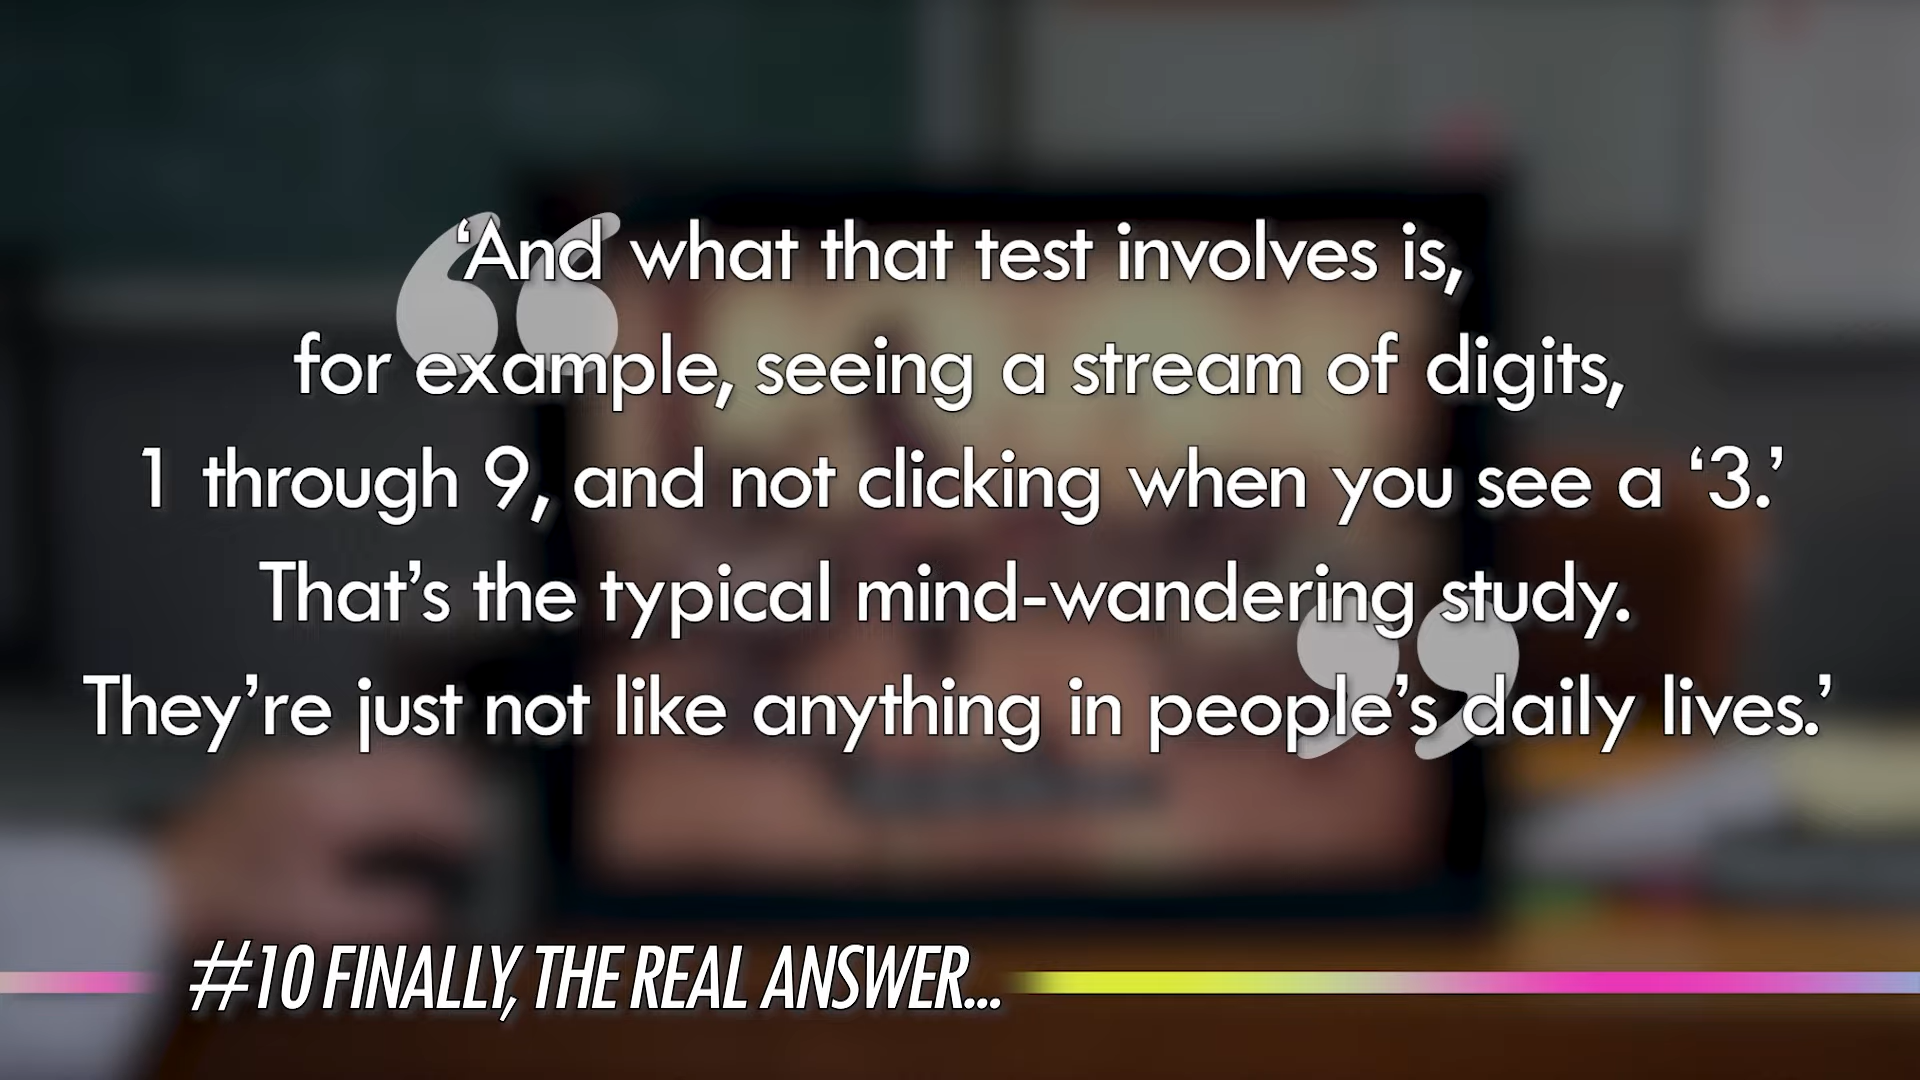 ‘And what that test involves is,
for example, seeing a stream of digits,
1 through 9, and not clicking when you see a ‘3.’
That’s the typical mind-wandering study.
They’re just not like anything in people’s daily lives.’
#10 FINALLY, THE REAL ANSWER...